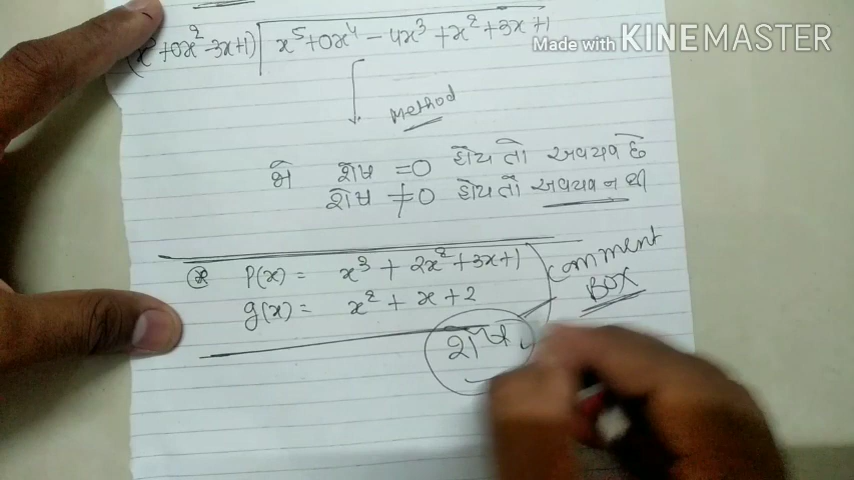 (x³+0x²-3x+1) x⁵+0x⁴-4x³+x²+3x+1
Made with KINEMASTER
Method
જો શેષ =0 હોય તો અવયવ છે
શેષ ≠0 હોય તો અવયવ નથી
* P(x) = x³ + 2x² + 3x + 1
g(x) = x² + x + 2
Comment
BOX
શેષ